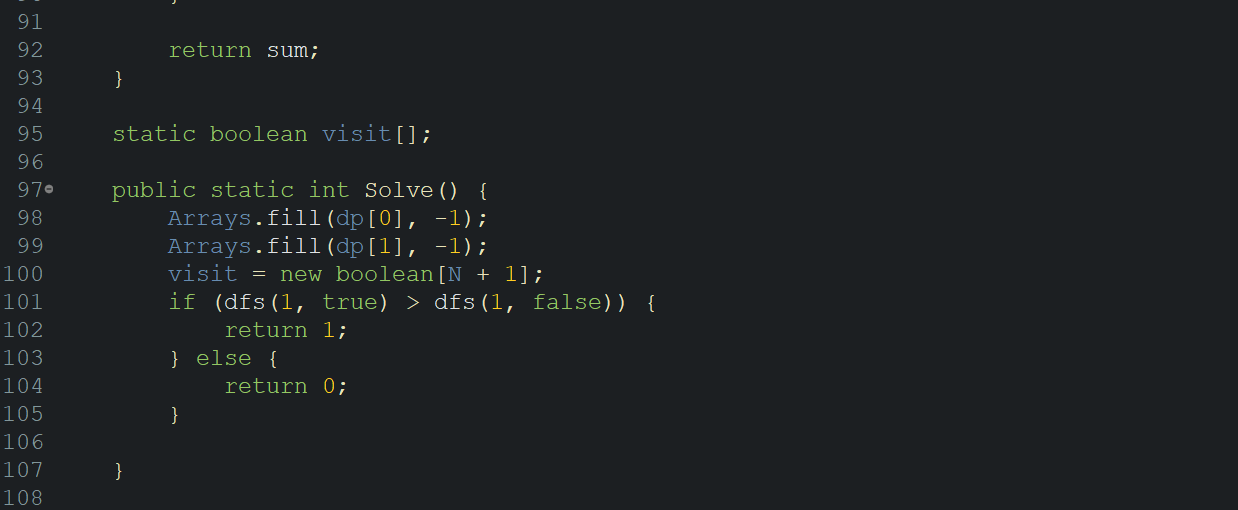 91
92 return sum;
93 }
94
95 static boolean visit[];
96
97 public static int Solve() {
98 Arrays.fill(dp[0], -1);
99 Arrays.fill(dp[1], -1);
100 visit = new boolean[N + 1];
101 if (dfs(1, true) > dfs(1, false)) {
102 return 1;
103 } else {
104 return 0;
105 }
106
107 }
108